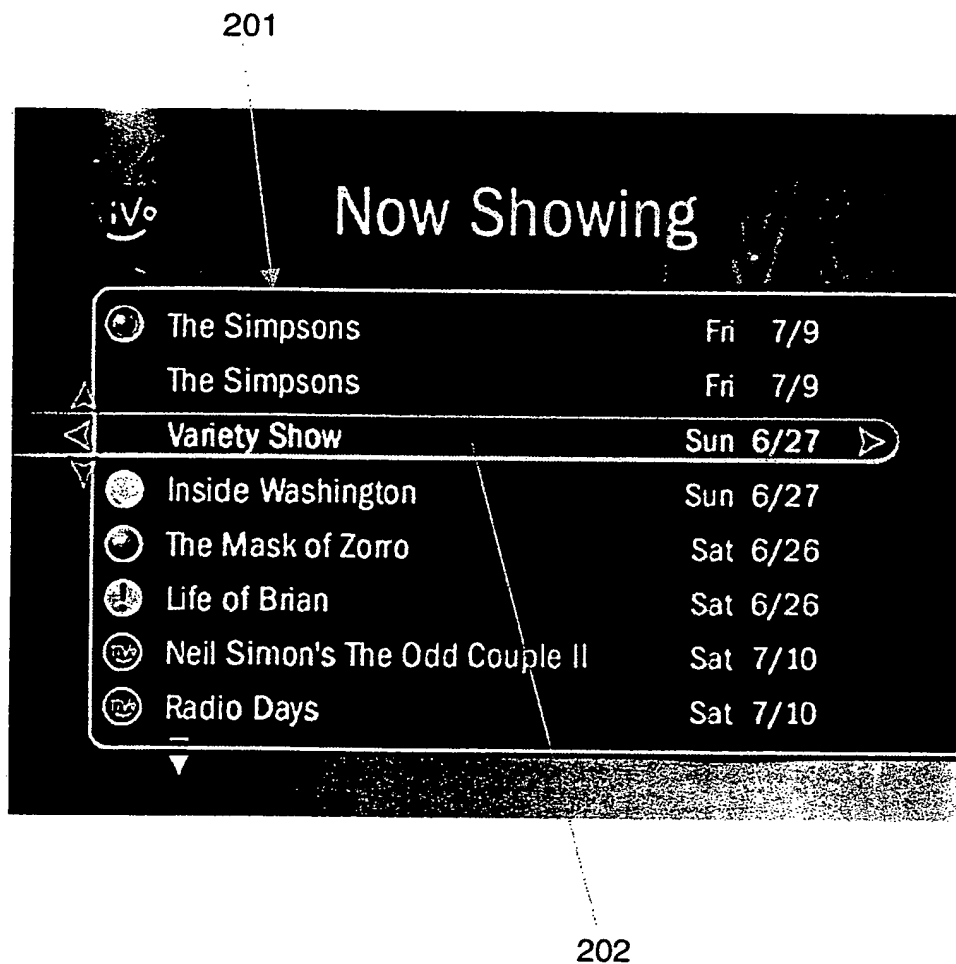 201
Now Showing
The Simpsons Fri 7/9
The Simpsons Fri 7/9
Variety Show Sun 6/27
Inside Washington Sun 6/27
The Mask of Zorro Sat 6/26
Life of Brian Sat 6/26
Neil Simon's The Odd Couple II Sat 7/10
Radio Days Sat 7/10
202